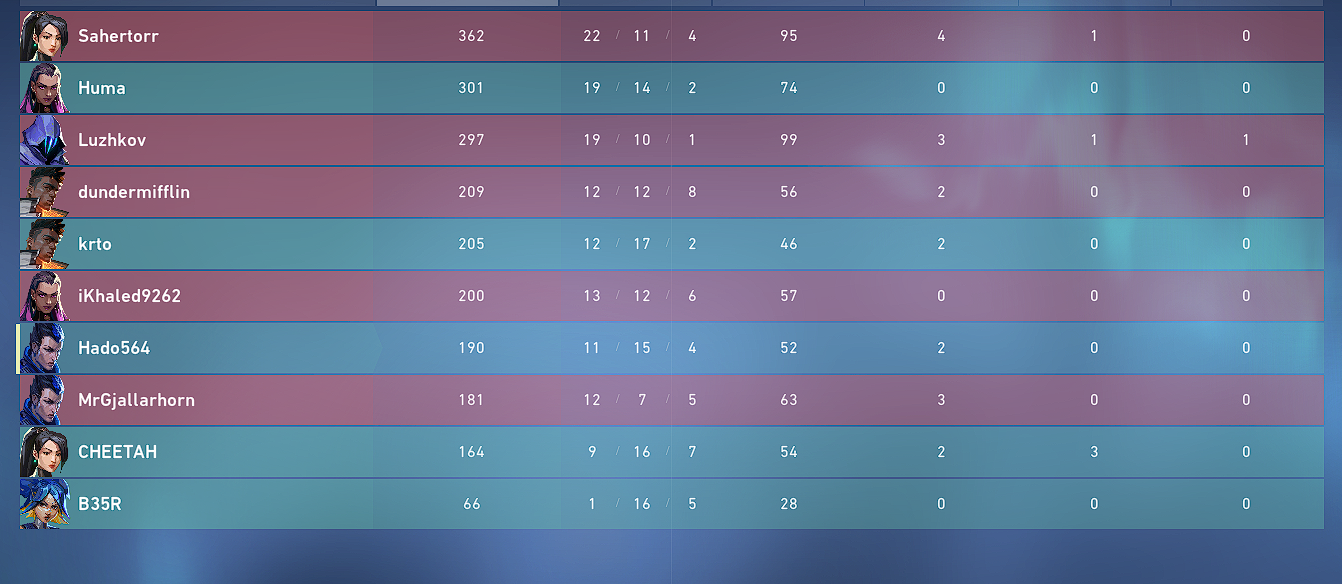 Sahertorr 362 22 / 11 / 4 95 4 1 0
Huma 301 19 / 14 / 2 74 0 0 0
Luzhkov 297 19 / 10 / 1 99 3 1 1
dundermifflin 209 12 / 12 / 8 56 2 0 0
krto 205 12 / 17 / 2 46 2 0 0
iKhaled9262 200 13 / 12 / 6 57 0 0 0
Hado564 190 11 / 15 / 4 52 2 0 0
MrGjallarhorn 181 12 / 7 / 5 63 3 0 0
CHEETAH 164 9 / 16 / 7 54 2 3 0
B35R 66 1 / 16 / 5 28 0 0 0